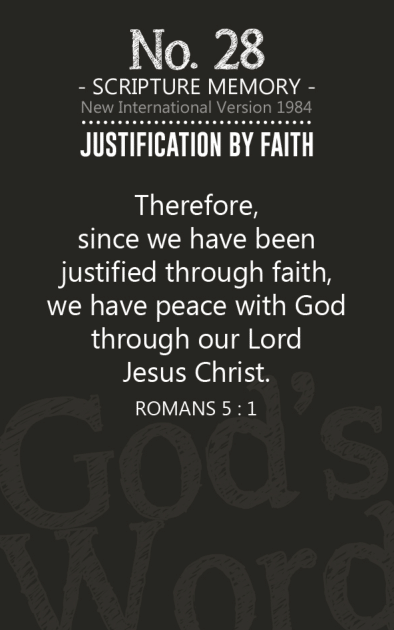 No. 28
- SCRIPTURE MEMORY -
New International Version 1984
JUSTIFICATION BY FAITH
Therefore,
since we have been
justified through faith,
we have peace with God
through our Lord
Jesus Christ.
ROMANS 5 : 1
God's
Word